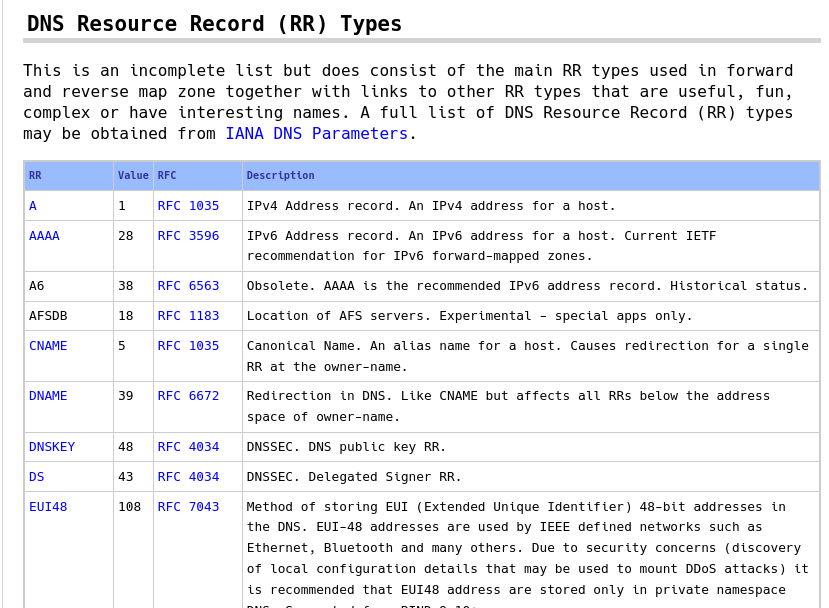 DNS Resource Record (RR) Types
This is an incomplete list but does consist of the main RR types used in forward
and reverse map zone together with links to other RR types that are useful, fun,
complex or have interesting names. A full list of DNS Resource Record (RR) types
may be obtained from IANA DNS Parameters.
RR Value RFC Description
A 1 RFC 1035 IPv4 Address record. An IPv4 address for a host.
AAAA 28 RFC 3596 IPv6 Address record. An IPv6 address for a host. Current IETF
recommendation for IPv6 forward-mapped zones.
A6 38 RFC 6563 Obsolete. AAAA is the recommended IPv6 address record. Historical status.
AFSDB 18 RFC 1183 Location of AFS servers. Experimental - special apps only.
CNAME 5 RFC 1035 Canonical Name. An alias name for a host. Causes redirection for a single
RR at the owner-name.
DNAME 39 RFC 6672 Redirection in DNS. Like CNAME but affects all RRs below the address
space of owner-name.
DNSKEY 48 RFC 4034 DNSSEC. DNS public key RR.
DS 43 RFC 4034 DNSSEC. Delegated Signer RR.
EUI48 108 RFC 7043 Method of storing EUI (Extended Unique Identifier) 48-bit addresses in
the DNS. EUI-48 addresses are used by IEEE defined networks such as
Ethernet, Bluetooth and many others. Due to security concerns (discovery
of local configuration details that may be used to mount DDoS attacks) it
is recommended that EUI48 address are stored only in private namespace